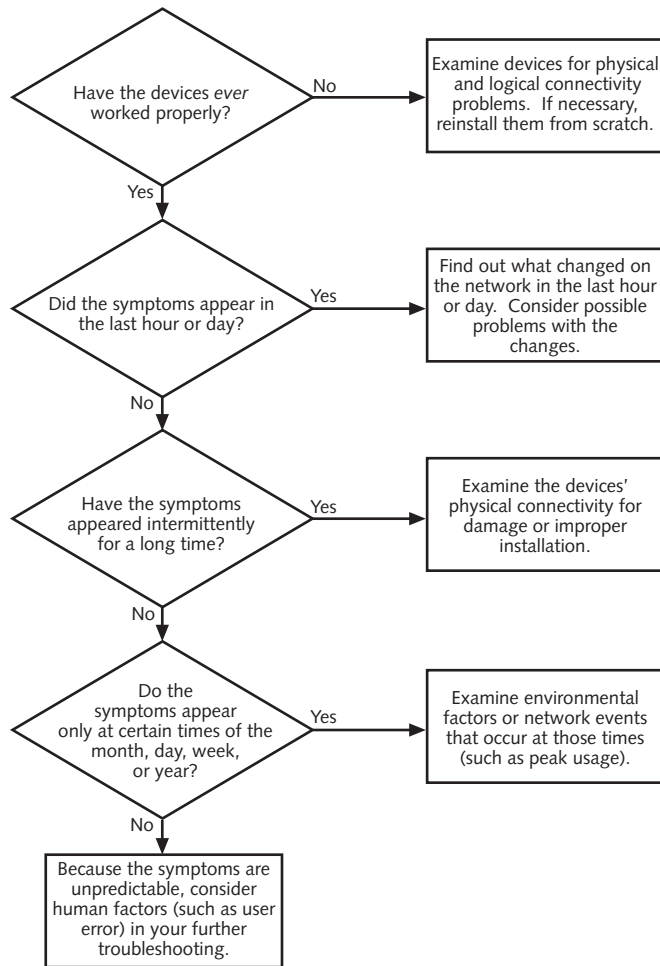 Have the devices ever
worked properly?
No
Examine devices for physical
and logical connectivity
problems. If necessary,
reinstall them from scratch.
Yes
Did the symptoms appear in
the last hour or day?
Yes
Find out what changed on
the network in the last hour
or day. Consider possible
problems with the
changes.
No
Have the symptoms
appeared intermittently
for a long time?
Yes
Examine the devices'
physical connectivity for
damage or improper
installation.
No
Do the
symptoms appear
only at certain times of the
month, day, week,
or year?
Yes
Examine environmental
factors or network events
that occur at those times
(such as peak usage).
No
Because the symptoms are
unpredictable, consider
human factors (such as user
error) in your further
troubleshooting.